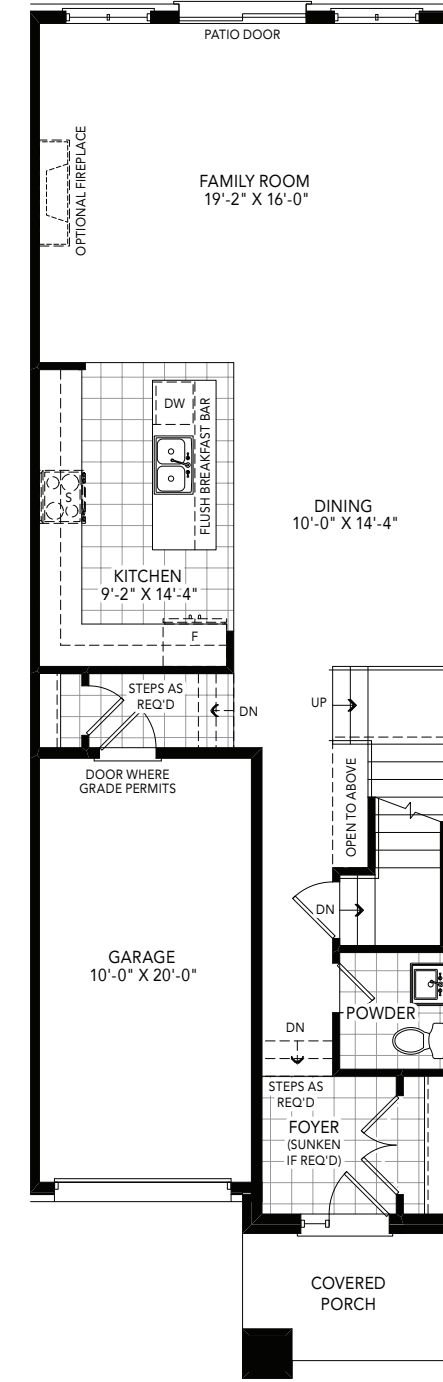 PATIO DOOR
OPTIONAL FIREPLACE
FAMILY ROOM
19'-2" X 16'-0"
DW
FLUSH BREAKFAST BAR
S
DINING
10'-0" X 14'-4"
KITCHEN
9'-2" X 14'-4"
F
STEPS AS
REQ'D
DN
UP
DOOR WHERE
GRADE PERMITS
OPEN TO ABOVE
DN
GARAGE
10'-0" X 20'-0"
POWDER
DN
STEPS AS
REQ'D
FOYER
(SUNKEN
IF REQ'D)
COVERED
PORCH